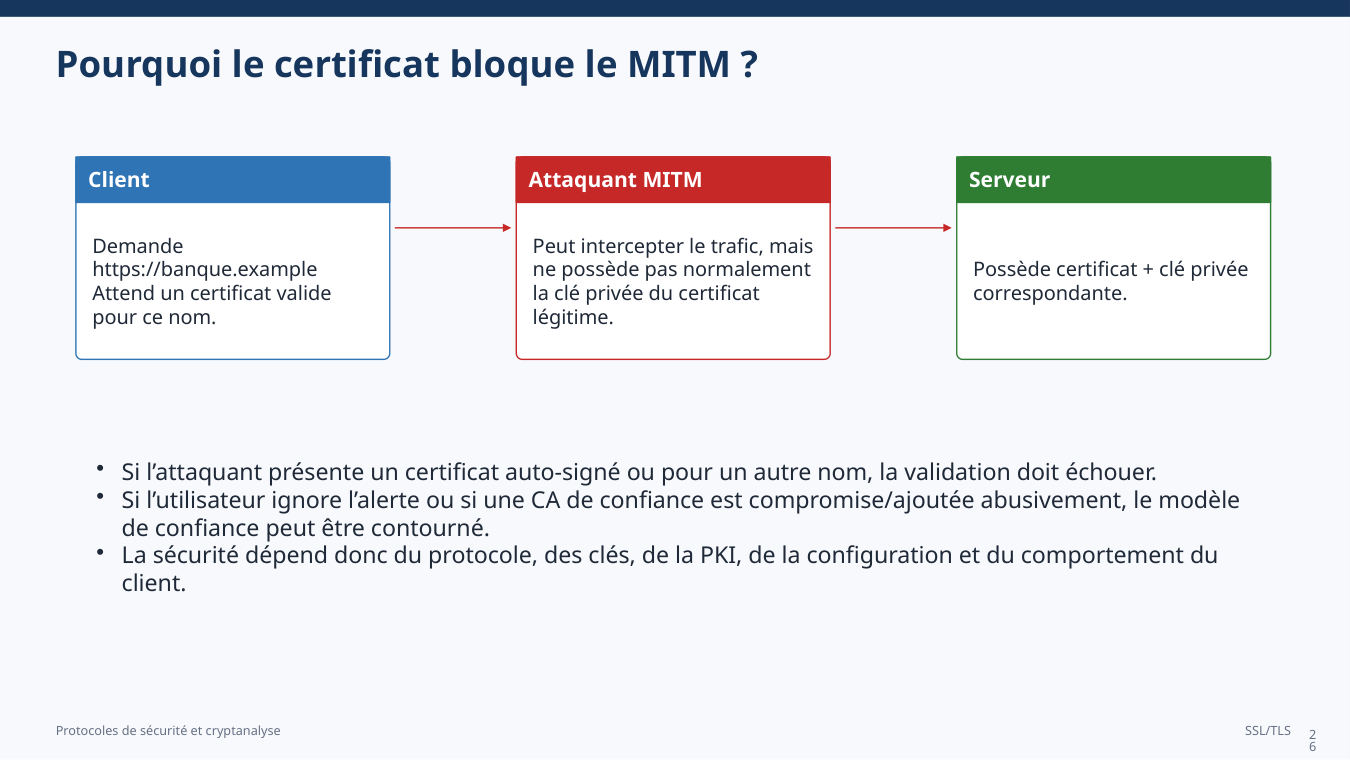 Pourquoi le certificat bloque le MITM ?
Client
Demande
https://banque.example
Attend un certificat valide
pour ce nom.
Attaquant MITM
Peut intercepter le trafic, mais
ne possède pas normalement
la clé privée du certificat
légitime.
Serveur
Possède certificat + clé privée
correspondante.
• Si l’attaquant présente un certificat auto-signé ou pour un autre nom, la validation doit échouer.
• Si l’utilisateur ignore l’alerte ou si une CA de confiance est compromise/ajoutée abusivement, le modèle
de confiance peut être contourné.
• La sécurité dépend donc du protocole, des clés, de la PKI, de la configuration et du comportement du
client.
Protocoles de sécurité et cryptanalyse
SSL/TLS
2
6